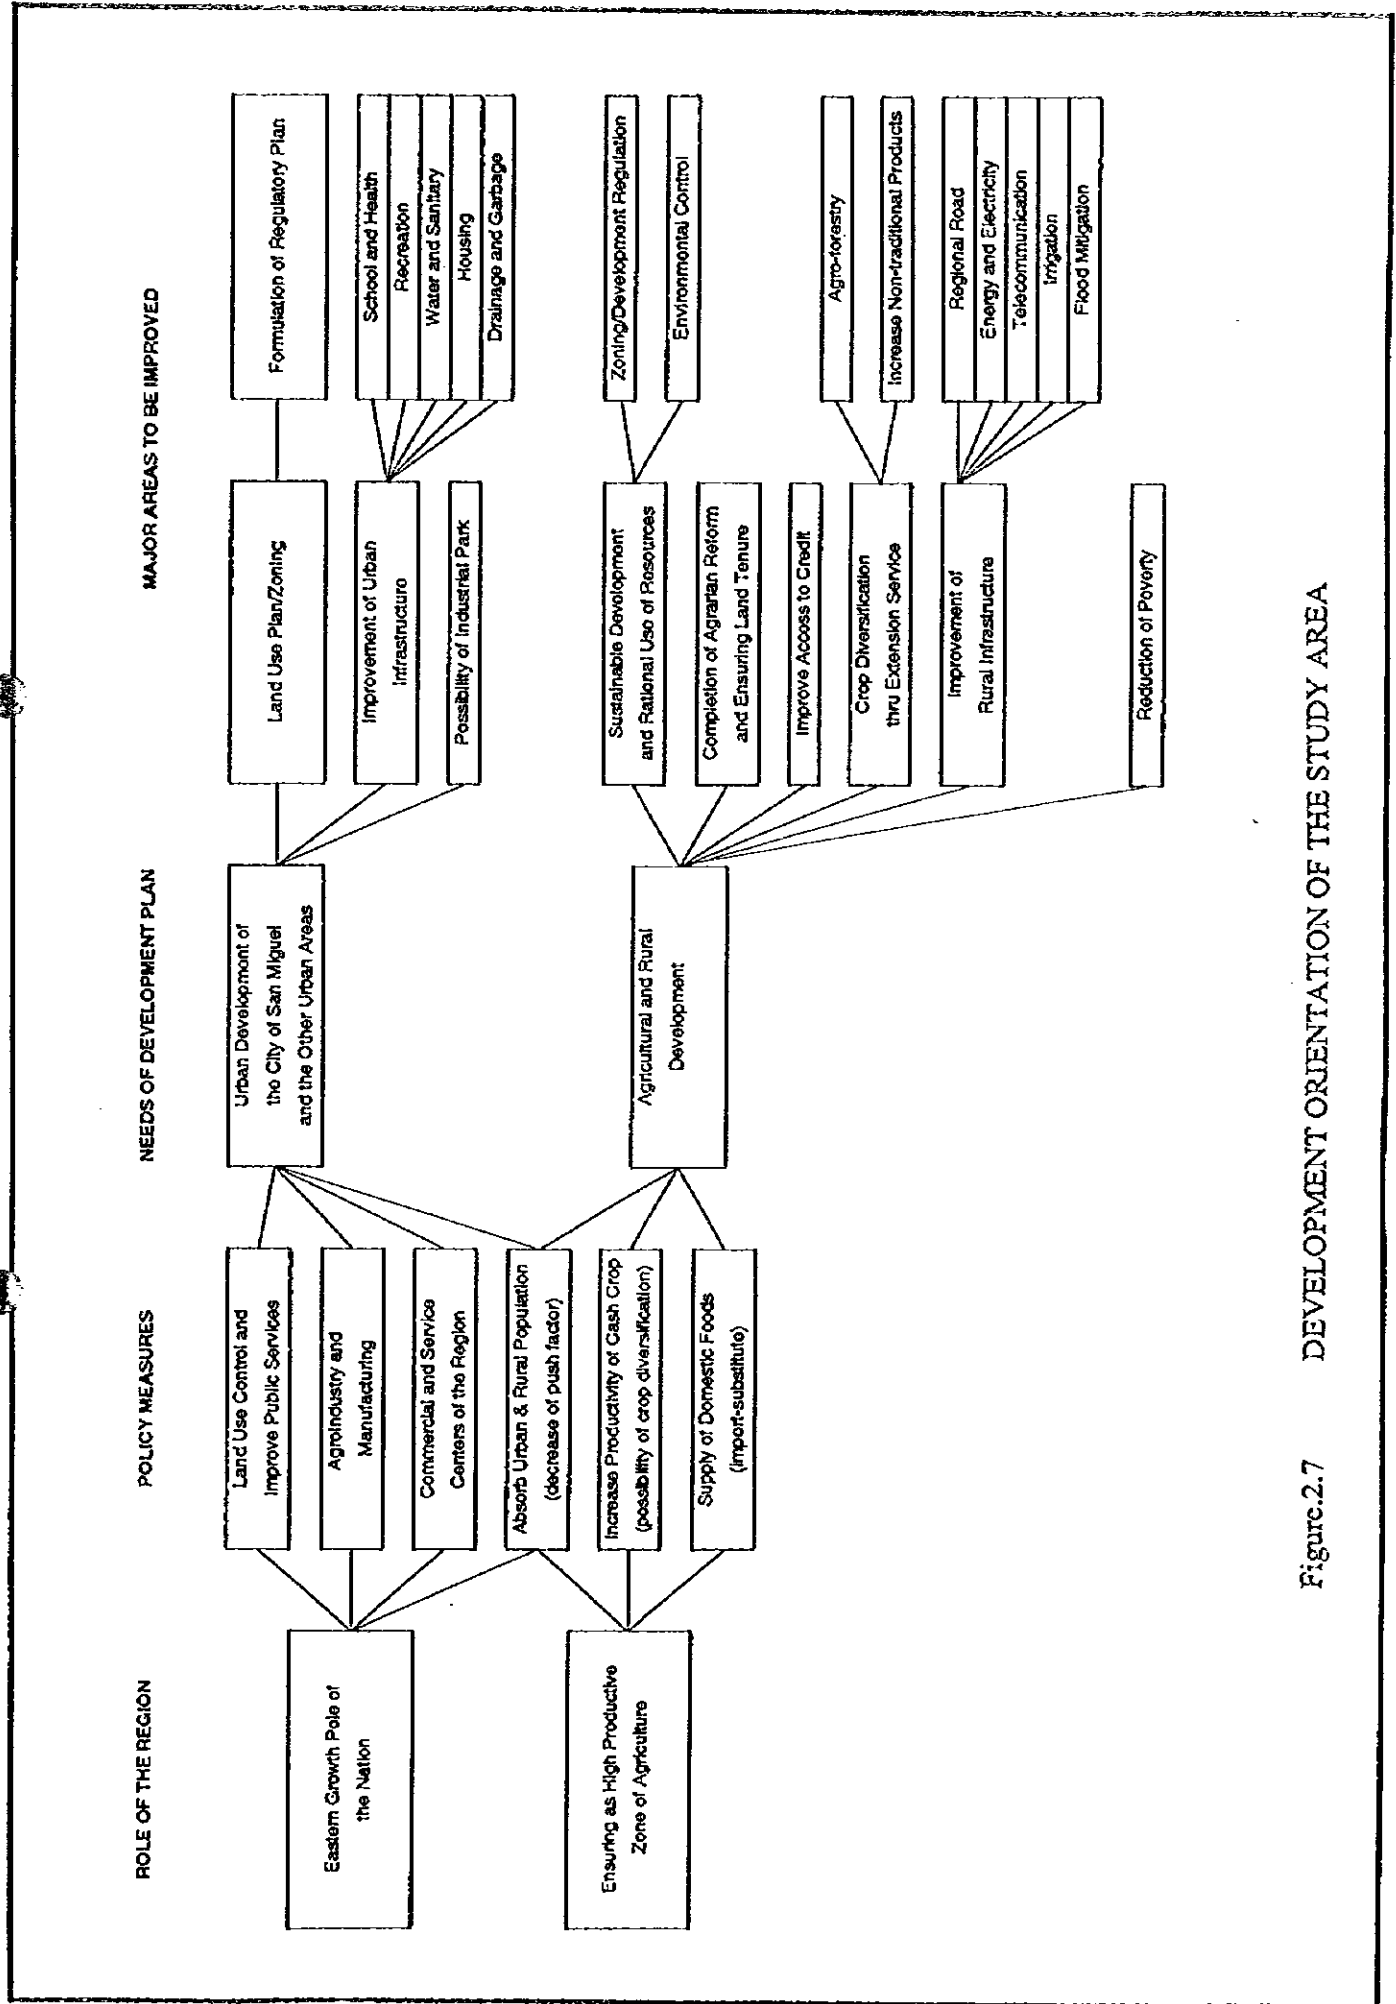 ROLE OF THE REGION
POLICY MEASURES
NEEDS OF DEVELOPMENT PLAN
MAJOR AREAS TO BE IMPROVED
Eastern Growth Pole of
the Nation
Ensuring as High Productive
Zone of Agriculture
Land Use Control and
Improve Public Services
Agroindustry and
Manufacturing
Commercial and Service
Centers of the Region
Absorb Urban & Rural Population
(decrease of push factor)
Increase Productivity of Cash Crop
(possibility of crop diversification)
Supply of Domestic Foods
(import-substitute)
Urban Development of
the City of San Miguel
and the Other Urban Areas
Agricultural and Rural
Development
Land Use Plan/Zoning
Improvement of Urban
Infrastructure
Possibility of Industrial Park
Sustainable Development
and Rational Use of Resources
Completion of Agrarian Reform
and Ensuring Land Tenure
Improve Access to Credit
Crop Diversification
thru Extension Service
Improvement of
Rural Infrastructure
Reduction of Poverty
Formulation of Regulatory Plan
School and Health
Recreation
Water and Sanitary
Housing
Drainage and Garbage
Zoning/Development Regulation
Environmental Control
Agro-forestry
Increase Non-traditional Products
Regional Road
Energy and Electricity
Telecommunication
Irrigation
Flood Mitigation
Figure.2.7 DEVELOPMENT ORIENTATION OF THE STUDY AREA